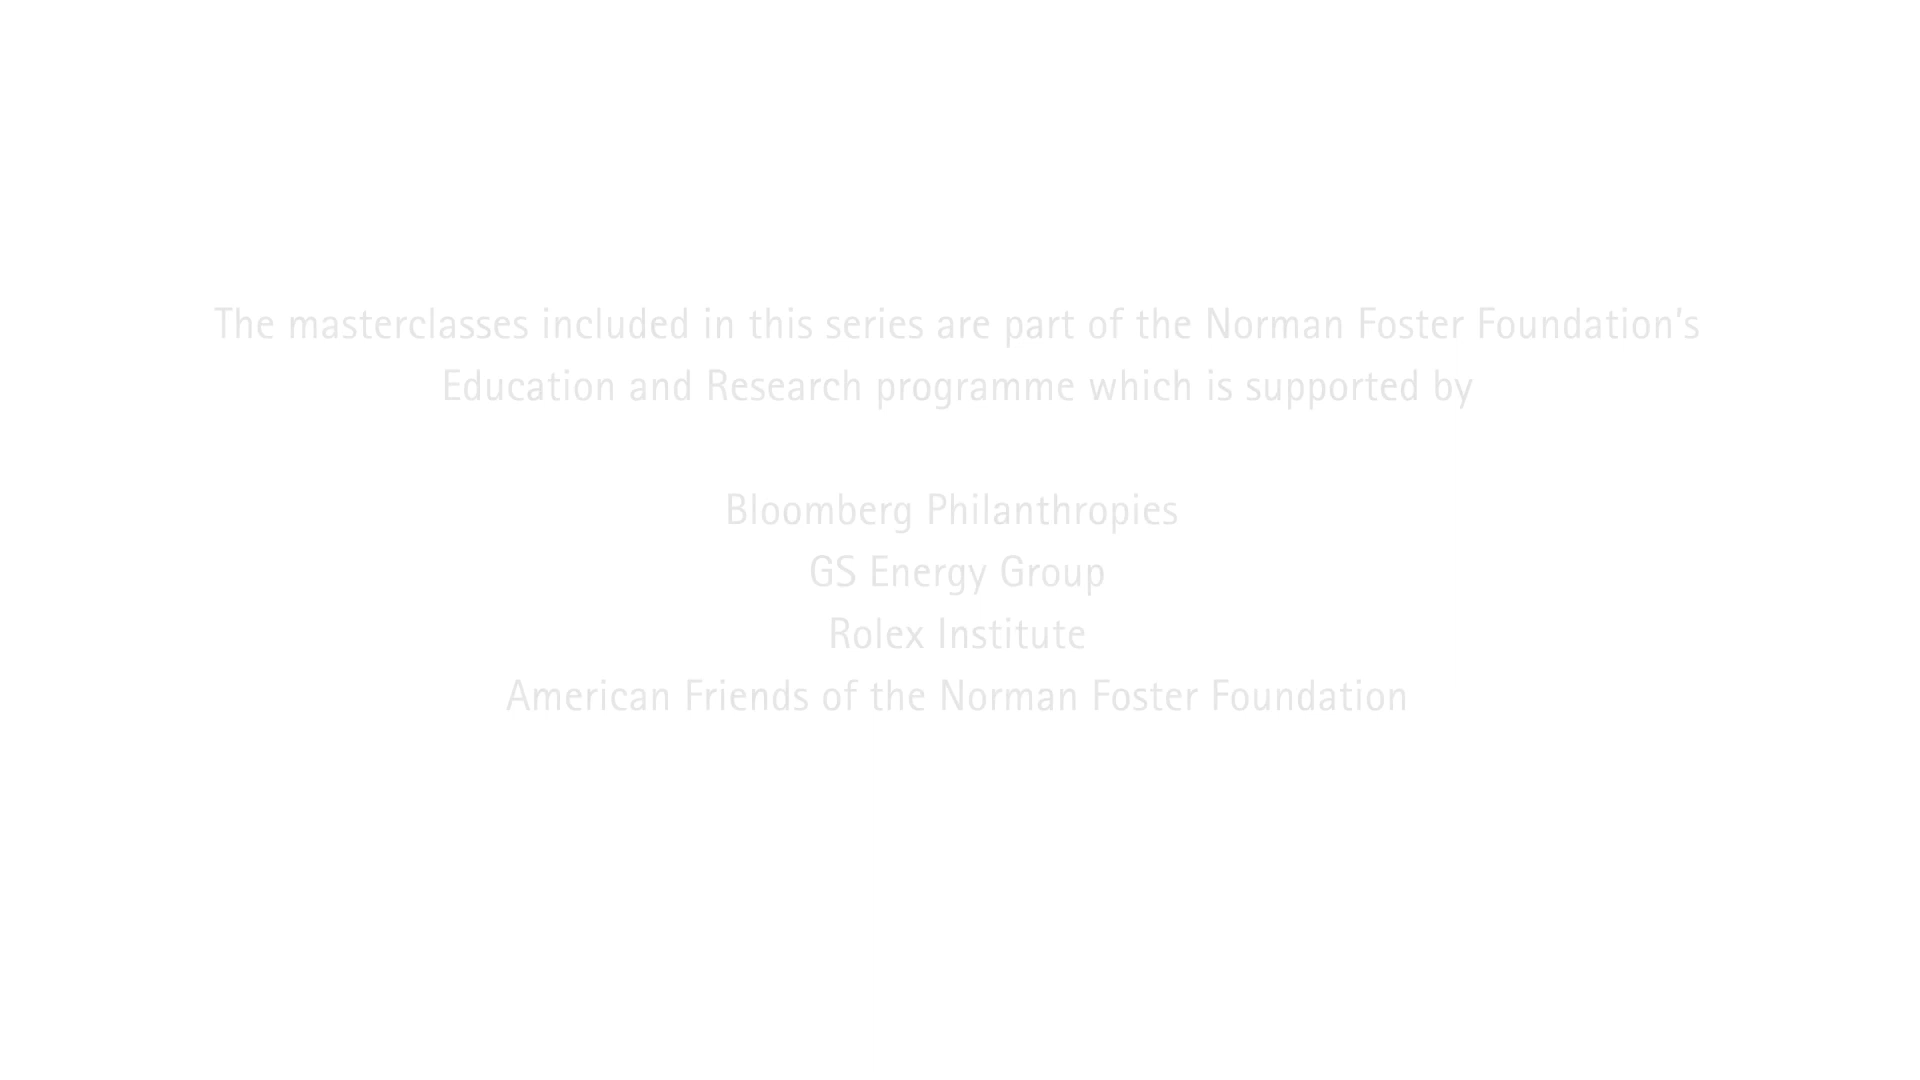 The masterclasses included in this series are part of the Norman Foster Foundation’s
Education and Research programme which is supported by
Bloomberg Philanthropies
GS Energy Group
Rolex Institute
American Friends of the Norman Foster Foundation